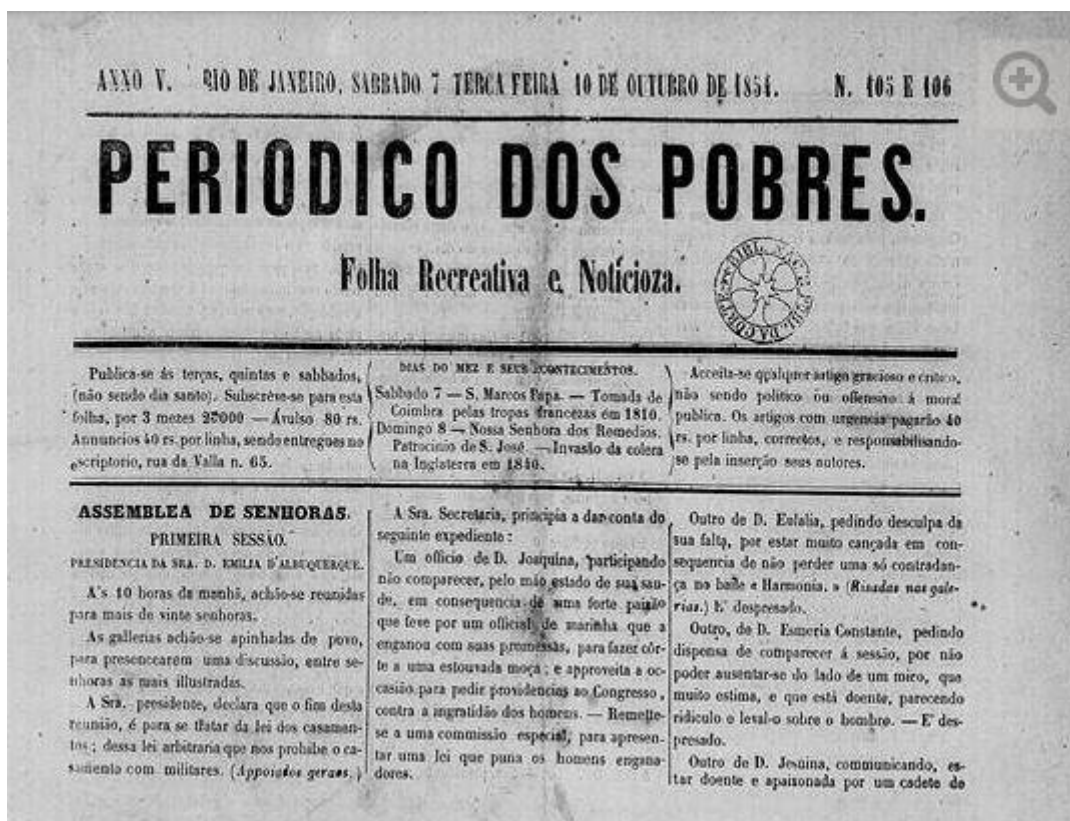 ANNO V. RIO DE JANEIRO, SABBADO 7 TERCA FEIRA 10 DE OUTUBRO DE 1854. N. 105 E 106
PERIODICO DOS POBRES.
Folha Recreativa e Noticioza.
Publica-se ás terças, quintas e sabbados,
(não sendo dia santo). Subscreve-se para esta
folha, por 3 mezes 2$000 — Avulso 80 rs.
Annuncios 40 rs. por linha, sendo entregues no
escriptorio, rua da Valla n. 65.
DIAS DO MEZ E SEUS ACONTECIMENTOS.
Sabbado 7 — S. Marcos Papa. — Tomada de
Coimbra pelas tropas francezas em 1810.
Domingo 8 — Nossa Senhora dos Remedios.
Patrocinio de S. José. — Invasão da colera
na Inglaterra em
Acceita-se qualquer artigo gracioso e critico,
não sendo politico ou offensivo á moral
publica. Os artigos com urgencia pagarão 40
rs. por linha, correctos, e responsabilisando-
se pela inserção seus autores.
ASSEMBLEA DE SENHORAS.
PRIMEIRA SESSÃO.
PRESIDENCIA DA SRA. D. EMILIA D'ALBUQUERQUE.
A's 10 horas da manhã, achão-se reunidas
para mais de vinte senhoras.
As gallerias achão-se apinhadas de povo,
para presencearem uma discussão, entre se-
nhoras as mais illustradas.
A Sra. presidente, declara que o fim desta
reunião, é para se tratar da lei dos casamen-
tos; dessa lei arbitraria que nos prohibe o ca-
samento com militares. (Appoiados geraes.)
A Sra. Secretaria, principia a dar conta do
seguinte expediente:
Um officio de D. Joaquina, participando
não comparecer, pelo máo estado de sua sau-
de, em consequencia de uma forte paixão
que teve por um official de marinha que a
enganou com suas promessas, para fazer côr-
te a uma estouvada moça; e approveita a oc-
casião para pedir providencias ao Congresso,
contra a ingratidão dos homens. — Remette-
se a uma commissão especial, para apresen-
tar uma lei que puna os homens engana-
dores.
Outro de D. Eulalia, pedindo desculpa da
sua falta, por estar muito cançada em con-
sequencia de não perder uma só contradan-
ça no baile e Harmonia. » (Risadas nas gale-
rias.) E' despresado.
Outro, de D. Esmeria Constante, pedindo
dispensa de comparecer á sessão, por não
poder ausentar-se do lado de um mico, que
muito estima, e que está doente, parecendo
ridiculo o leval-o sobre o hombro. — E' des-
presado.
Outro de D. Jesuina, communicando, es-
tar doente e apaixonada por um cadete de